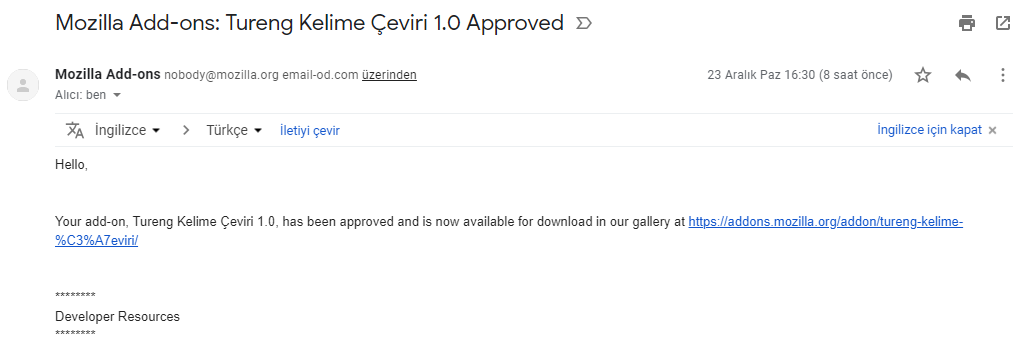 Mozilla Add-ons: Tureng Kelime Çeviri 1.0 Approved
Mozilla Add-ons nobody@mozilla.org email-od.com üzerinden
23 Aralık Paz 16:30 (8 saat önce)
Alıcı: ben
İngilizce
Türkçe
İletiyi çevir
İngilizce için kapat ×
Hello,
Your add-on, Tureng Kelime Çeviri 1.0, has been approved and is now available for download in our gallery at https://addons.mozilla.org/addon/tureng-kelime-
%C3%A7eviri/
********
Developer Resources
********